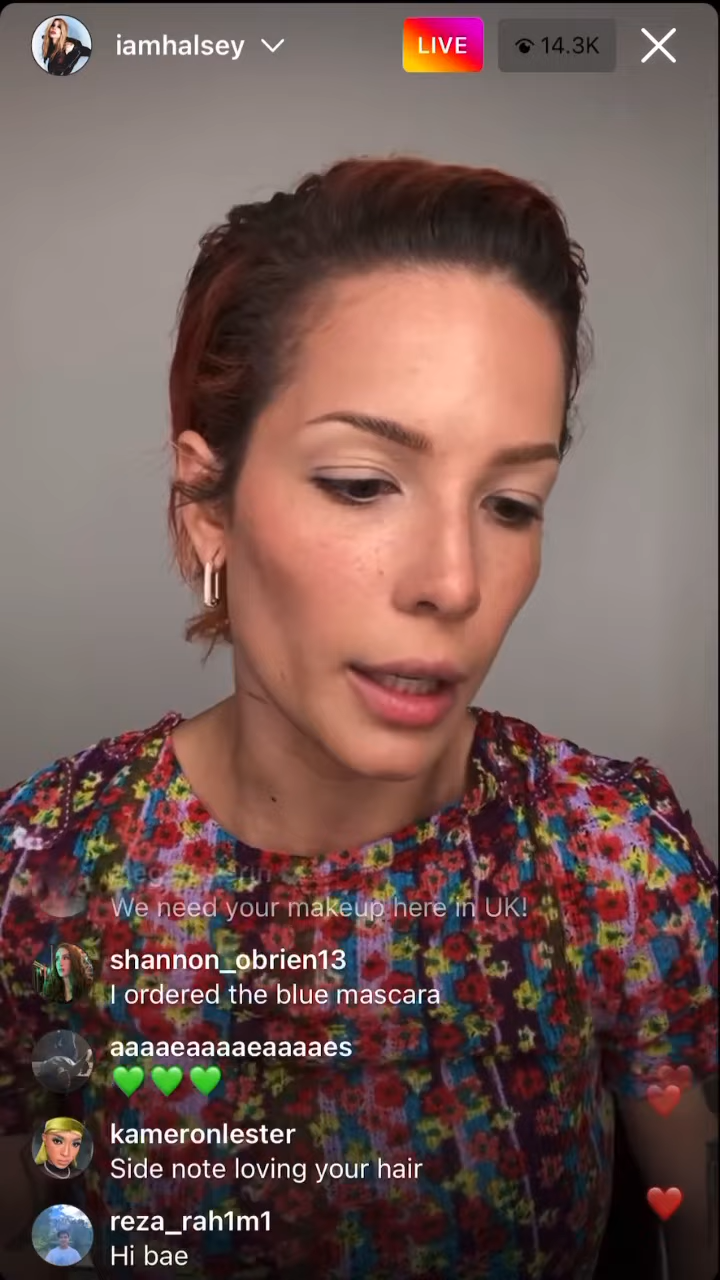 iamhalsey
LIVE
14.3K
We need your makeup here in UK!
shannon_obrien13
I ordered the blue mascara
aaaaeaaaaeaaaaes
💚💚💚
kameronlester
Side note loving your hair
reza_rah1m1
Hi bae